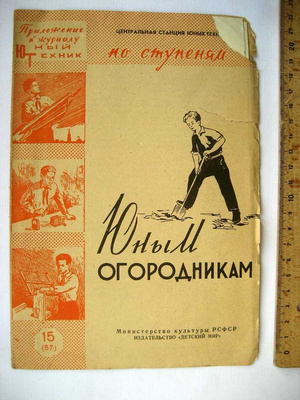 Приложение
к журналу
Юный
Техник
ЦЕНТРАЛЬНАЯ СТАНЦИЯ ЮНЫХ ТЕХ
по ступеням
Юным
ОГОРОДНИКАМ
15
(57)
Министерство культуры РСФСР
ИЗДАТЕЛЬСТВО «ДЕТСКИЙ МИР»